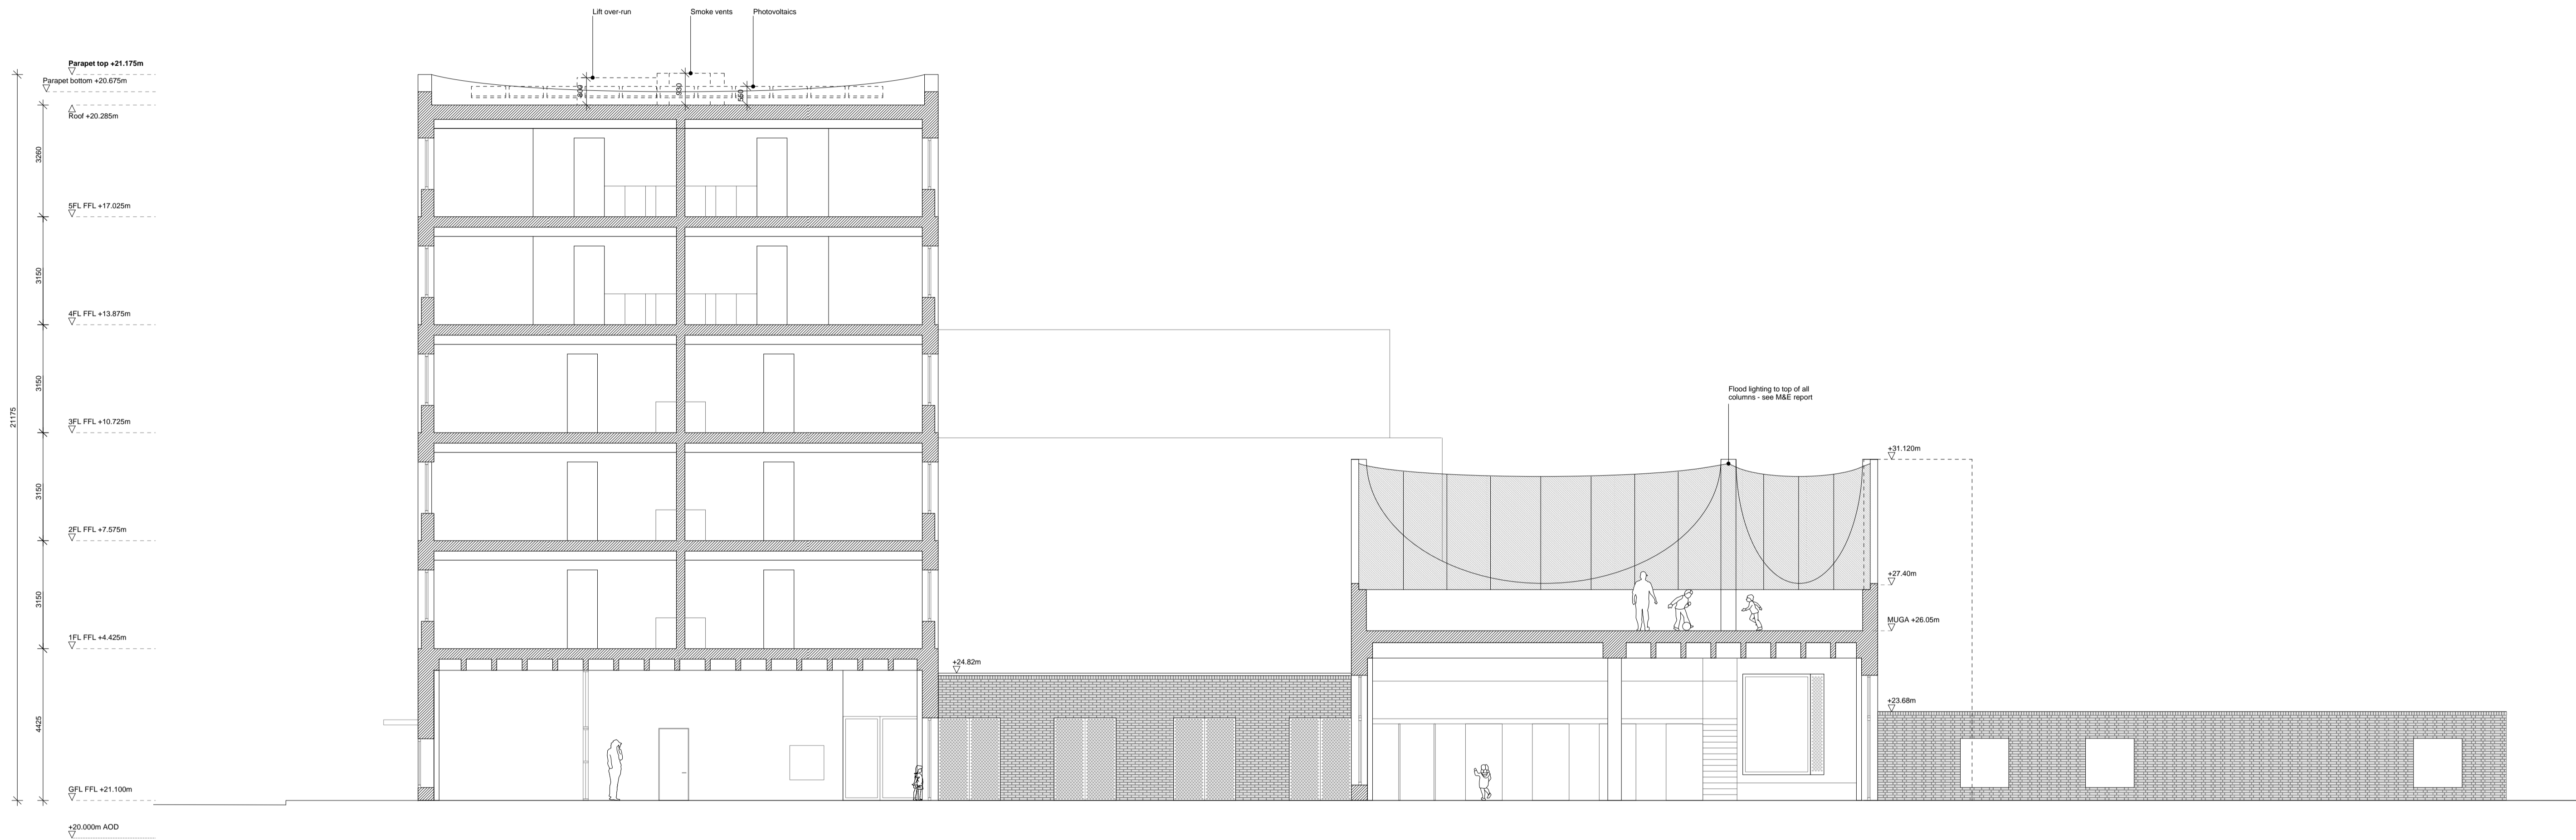 Lift over-run
Smoke vents
Photovoltaics
Parapet top +21.175m
Parapet bottom +20.675m
Roof +20.285m
800
930
550
3260
5FL FFL +17.025m
3150
4FL FFL +13.875m
3150
3FL FFL +10.725m
21175
3150
2FL FFL +7.575m
3150
1FL FFL +4.425m
4425
GFL FFL +21.100m
+20.000m AOD
+24.82m
Flood lighting to top of all
columns - see M&E report
+31.120m
+27.40m
MUGA +26.05m
+23.68m